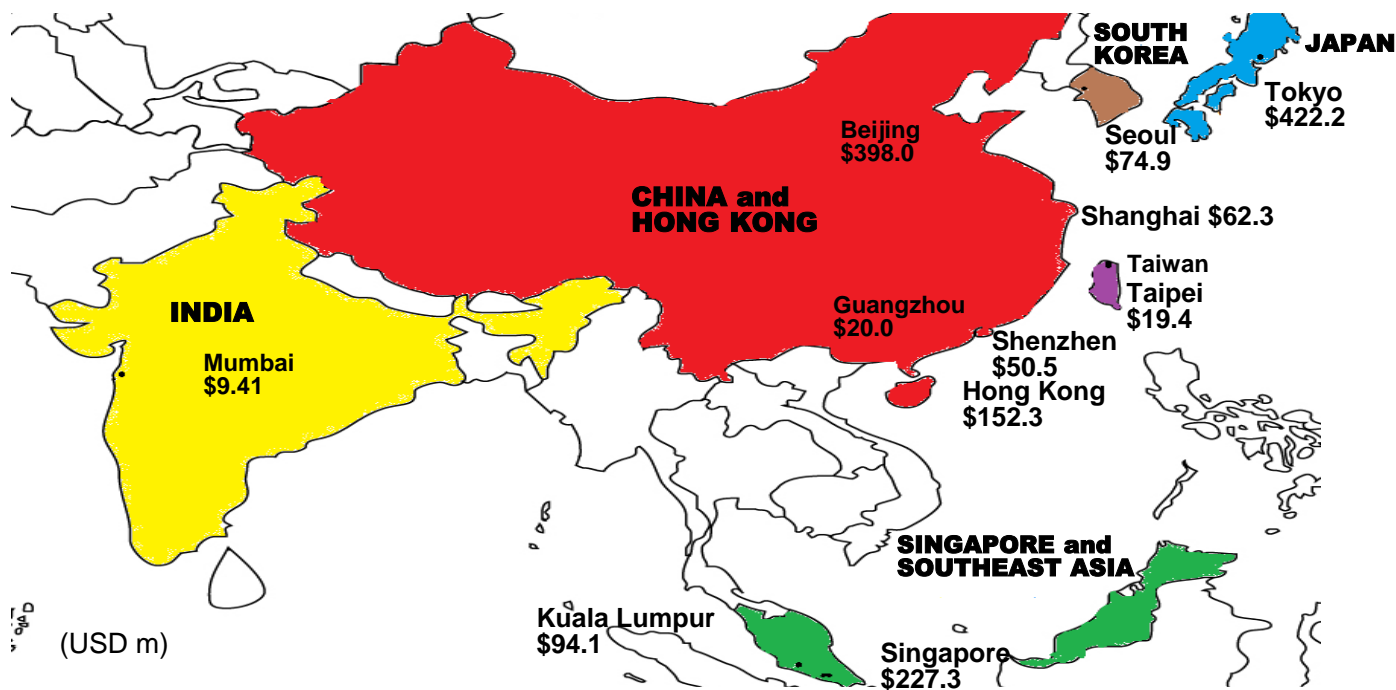 SOUTH
KOREA
JAPAN
Tokyo
$422.2
Seoul
$74.9
Beijing
$398.0
CHINA and
HONG KONG
Shanghai $62.3
Taiwan
Taipei
$19.4
INDIA
Guangzhou
$20.0
Shenzhen
$50.5
Mumbai
$9.41
Hong Kong
$152.3
SINGAPORE and
SOUTHEAST ASIA
Kuala Lumpur
$94.1
(USD m)
Singapore
$227.3